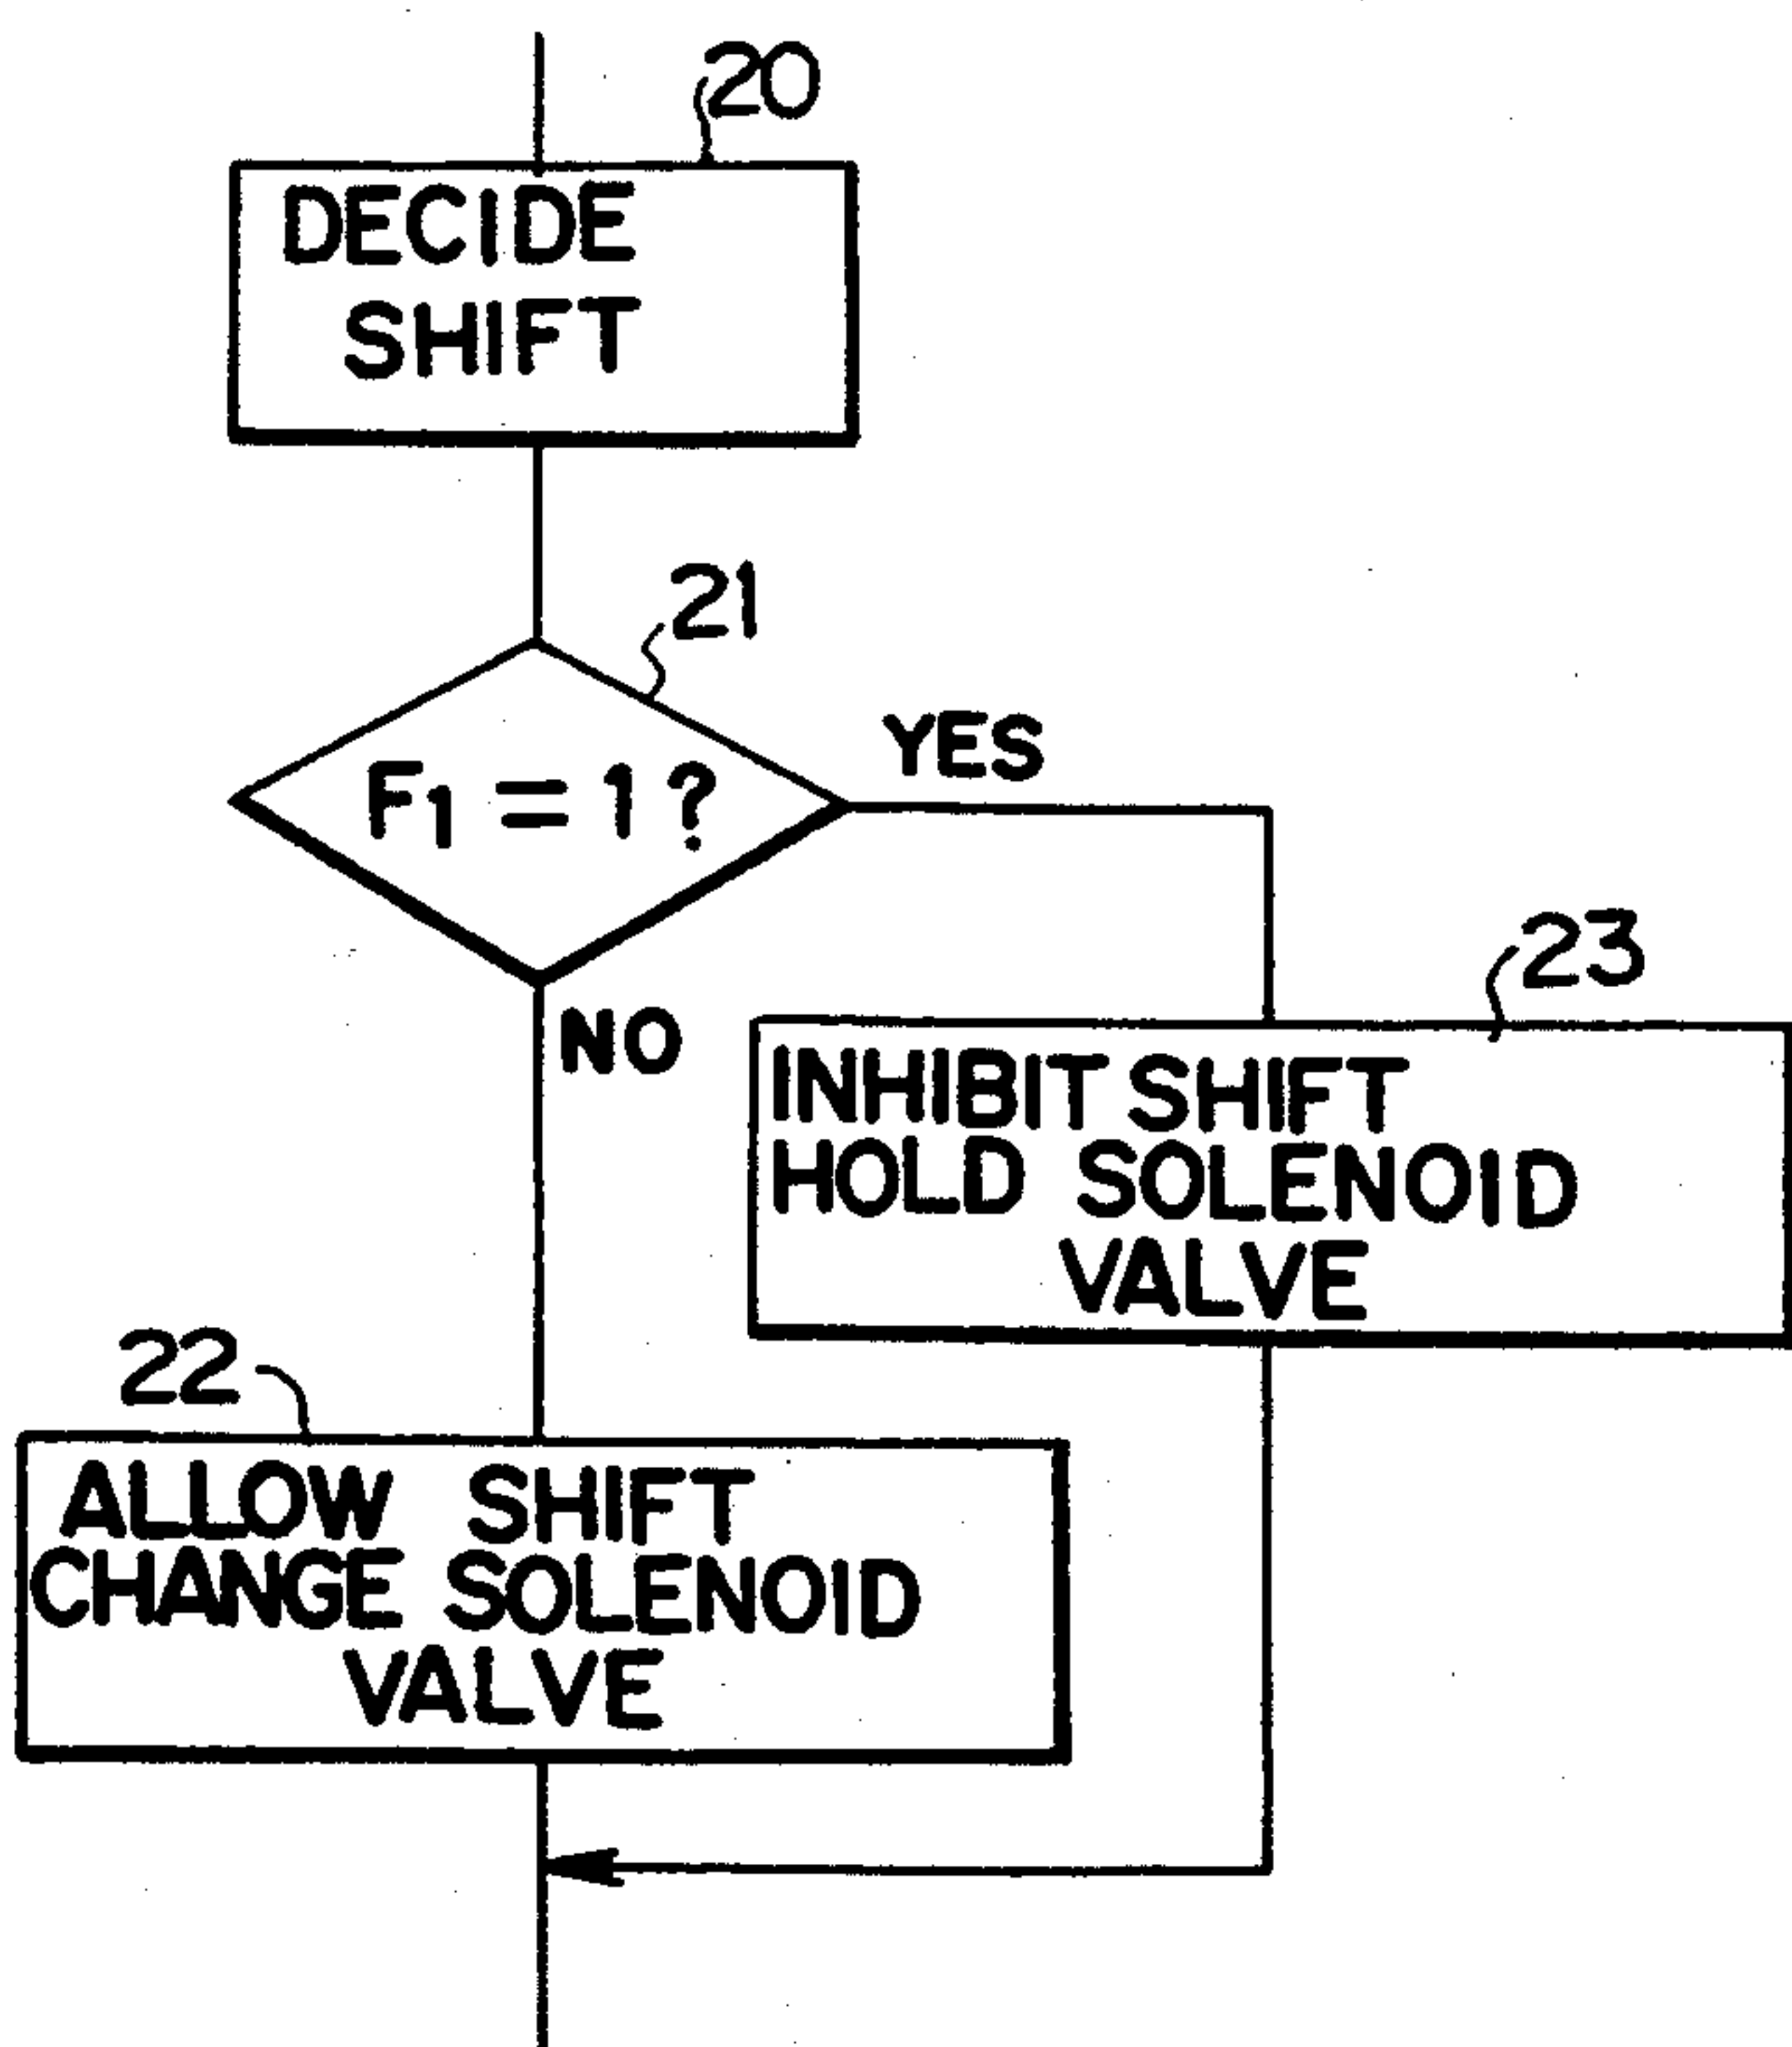 20
DECIDE
SHIFT
21
F1 = 1 ?
YES
NO
23
INHIBIT SHIFT
HOLD SOLENOID
VALVE
22
ALLOW SHIFT
CHANGE SOLENOID
VALVE